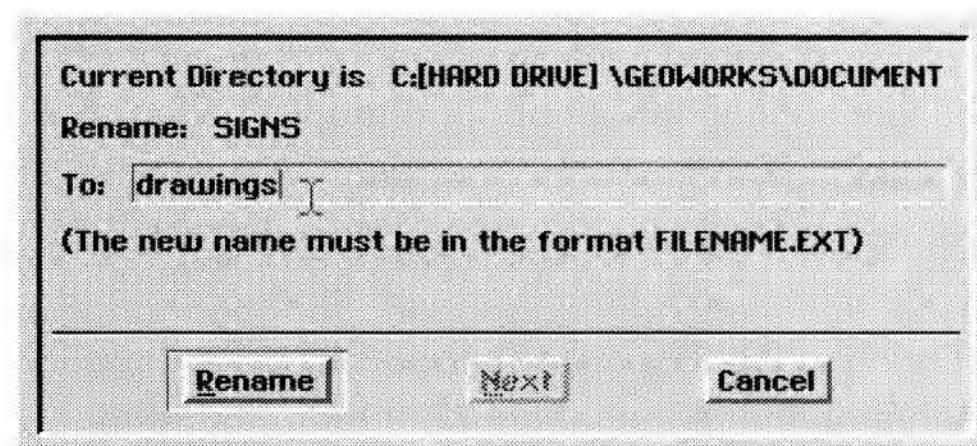 Current Directory is C:[HARD DRIVE] \GEOWORKS\DOCUMENT
Rename: SIGNS
To: drawings
(The new name must be in the format FILENAME.EXT)
Rename Next Cancel